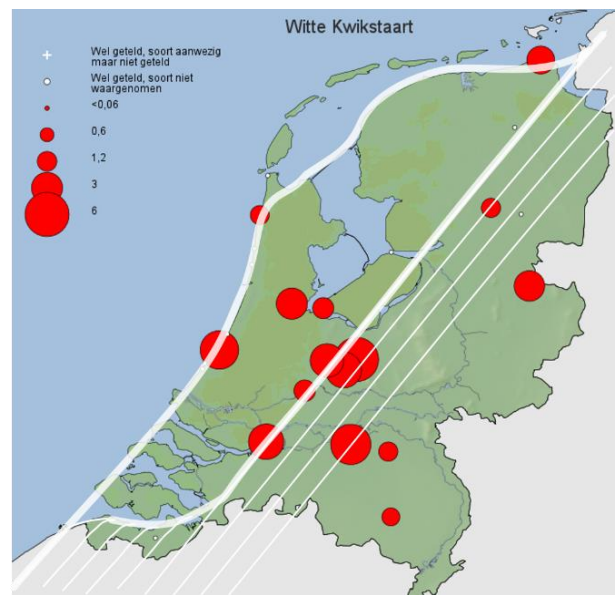 Witte Kwikstaart
Wel geteld, soort aanwezig
maar niet geteld
Wel geteld, soort niet
waargenomen
<0,06
0,6
1,2
3
6